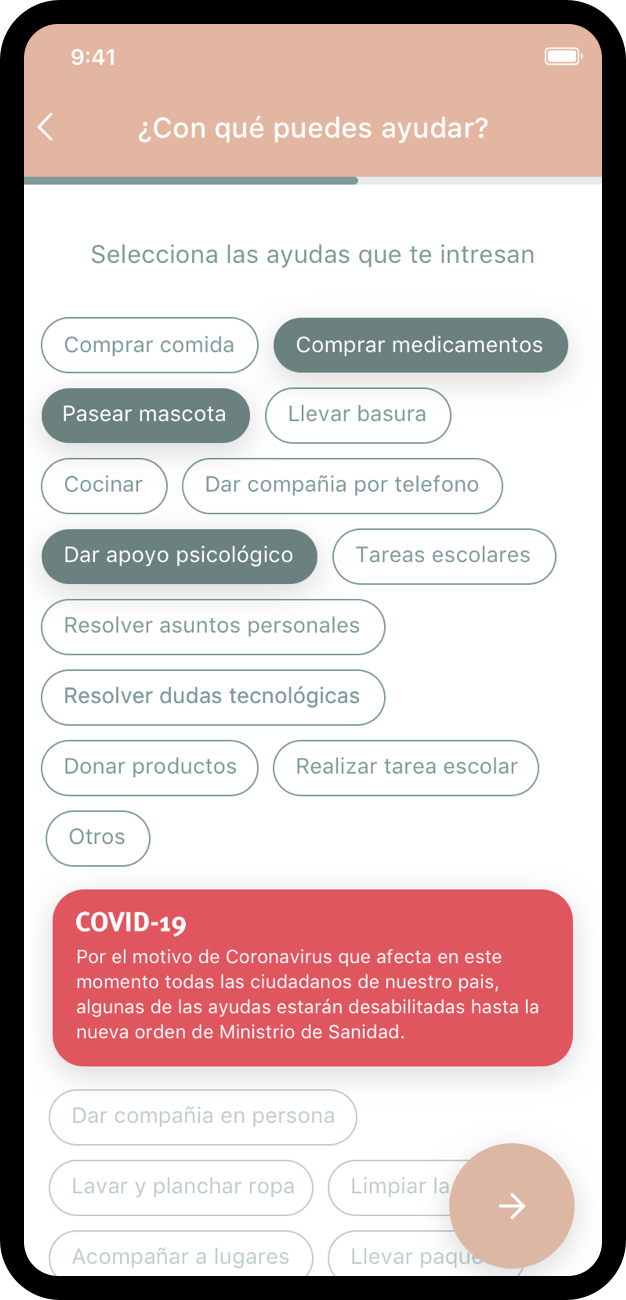 9:41
¿Con qué puedes ayudar?
Selecciona las ayudas que te intresan
Comprar comida
Comprar medicamentos
Pasear mascota
Llevar basura
Cocinar
Dar compañia por telefono
Dar apoyo psicológico
Tareas escolares
Resolver asuntos personales
Resolver dudas tecnológicas
Donar productos
Realizar tarea escolar
Otros
COVID-19
Por el motivo de Coronavirus que afecta en este
momento todas las ciudadanos de nuestro pais,
algunas de las ayudas estarán desabilitadas hasta la
nueva orden de Ministrio de Sanidad.
Dar compañia en persona
Lavar y planchar ropa
Limpiar la
Acompañar a lugares
Llevar